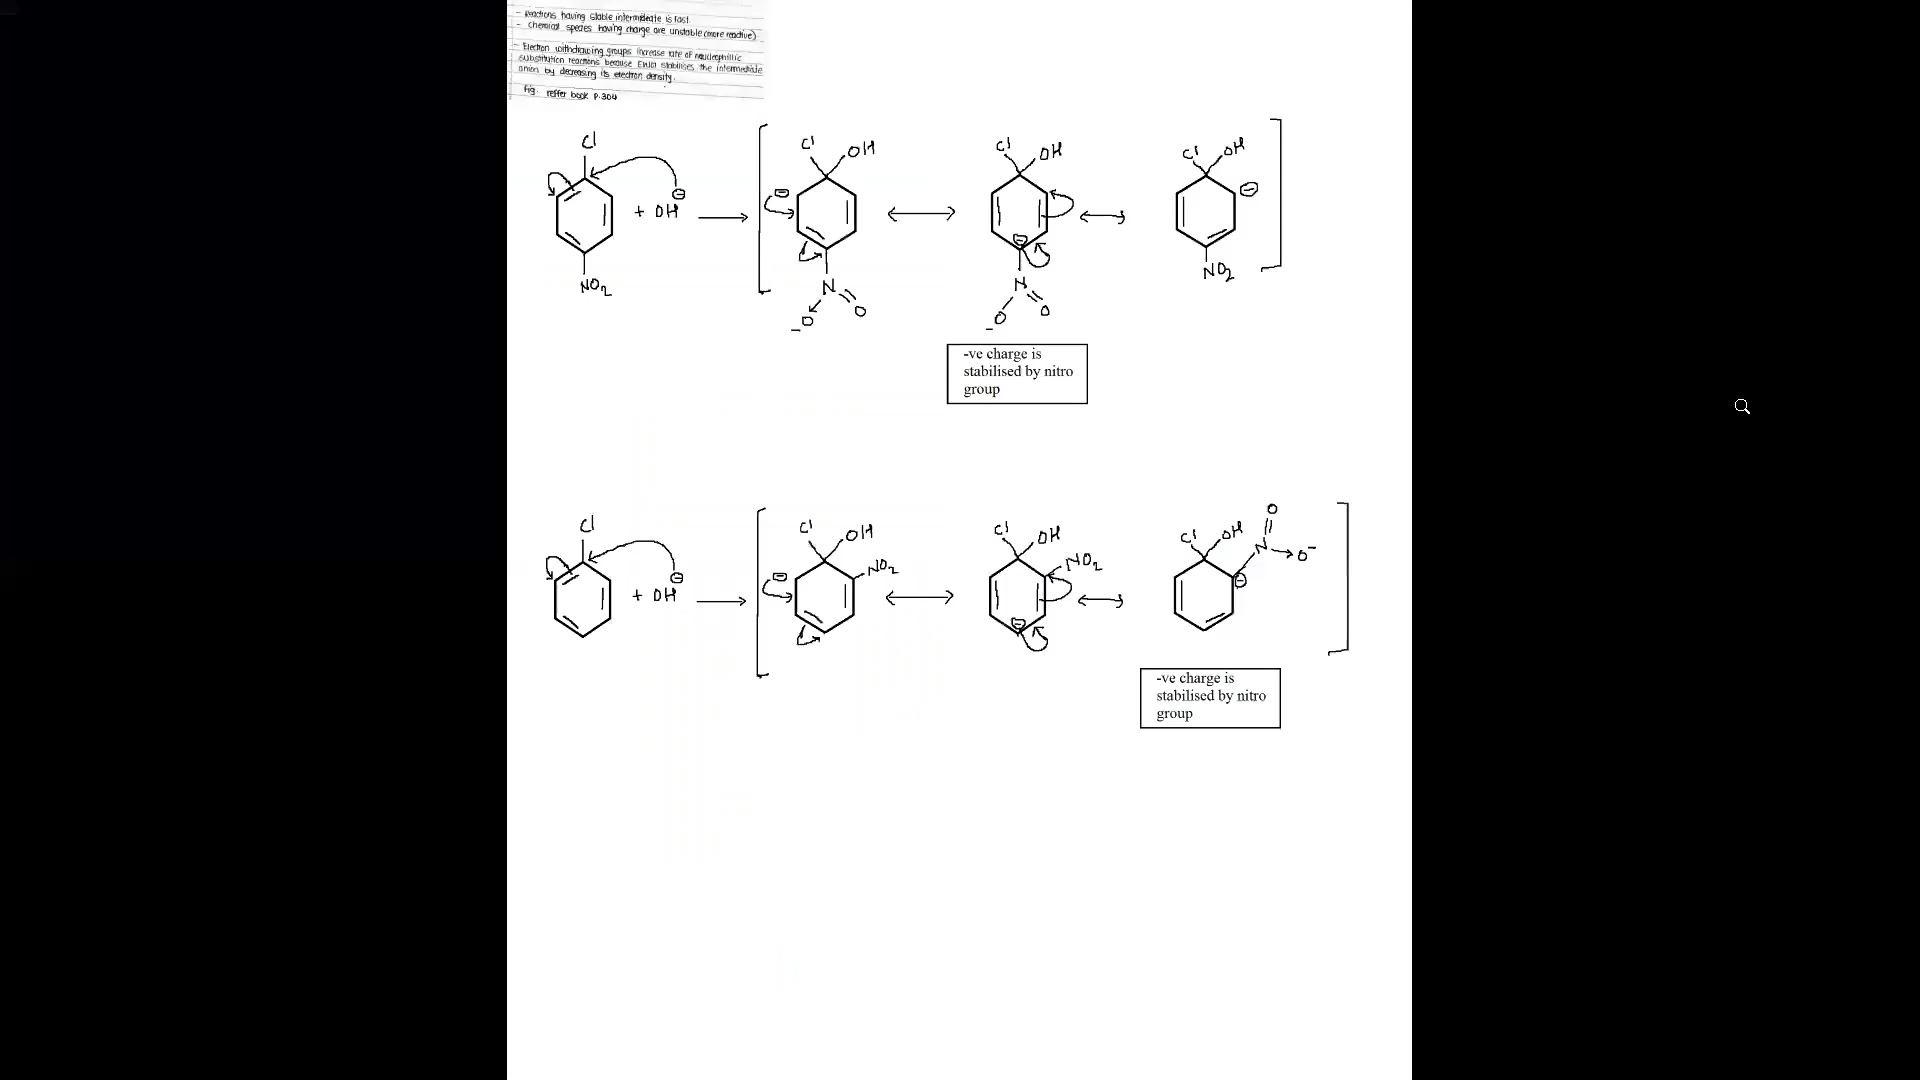 - Reactions having stable intermediate is fast.
- chemical species having charge are unstable (more reactive)
- Electron withdrawing groups increase rate of neucleophillic
substitution reactions because EWG stabilises the intermediate
anion by decreasing its electron density.
fig. reffer book p.304
Cl
Cl OH
Cl OH
Cl OH
⊖
⊖
⊖
+ OH
⊖
NO2
N
-O O
N
-O O
NO2
-ve charge is
stabilised by nitro
group
Cl
Cl OH
Cl OH
Cl OH
O
N
O-
NO2
NO2
⊖
⊖
⊖
+ OH
⊖
-ve charge is
stabilised by nitro
group